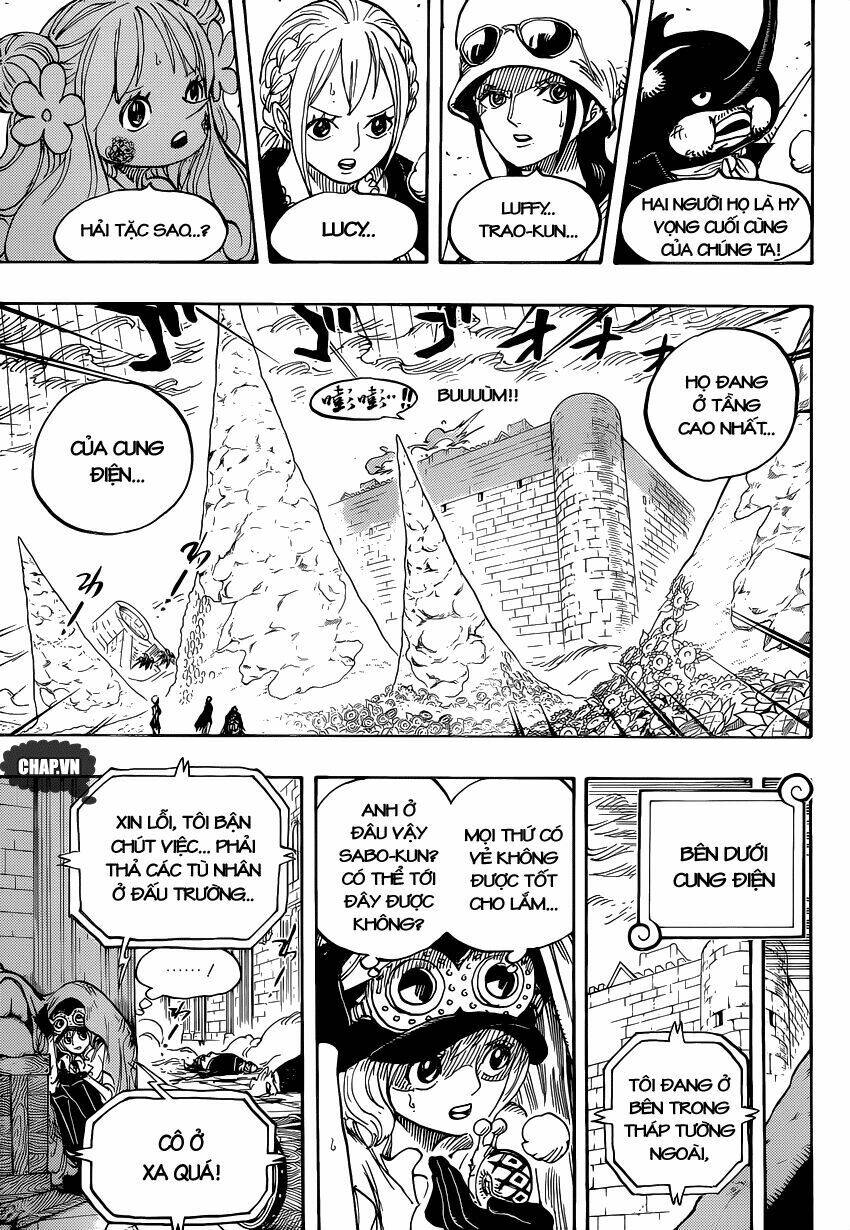 HAI NGƯỜI HỌ LÀ HY
VỌNG CUỐI CÙNG
CỦA CHÚNG TA!
LUFFY...
TRAO-KUN...
LUCY...
HẢI TẶC SAO...?
HỌ ĐANG
Ở TẦNG
CAO NHẤT...
BUUUÙM!!
CỦA CUNG
ĐIỆN...
CHAP.VN
BÊN DƯỚI
CUNG ĐIỆN
TÔI ĐANG Ở
BÊN TRONG
THÁP TƯỜNG
NGOÀI,
MỌI THỨ CÓ
VẺ KHÔNG
ĐƯỢC TỐT
CHO LẮM...
ANH Ở
ĐÂU VẬY
SABO-KUN?
CÓ THỂ TỚI
ĐÂY ĐƯỢC
KHÔNG?
XIN LỖI, TÔI BẬN
CHÚT VIỆC... PHẢI
THẢ CÁC TÙ NHÂN
Ở ĐẤU TRƯỜNG..
....... /
CÔ Ở
XA QUÁ!